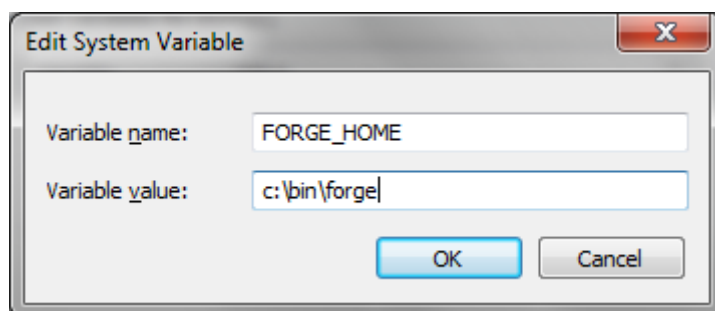 Edit System Variable
Variable name: FORGE_HOME
Variable value: c:\bin\forge
OK Cancel